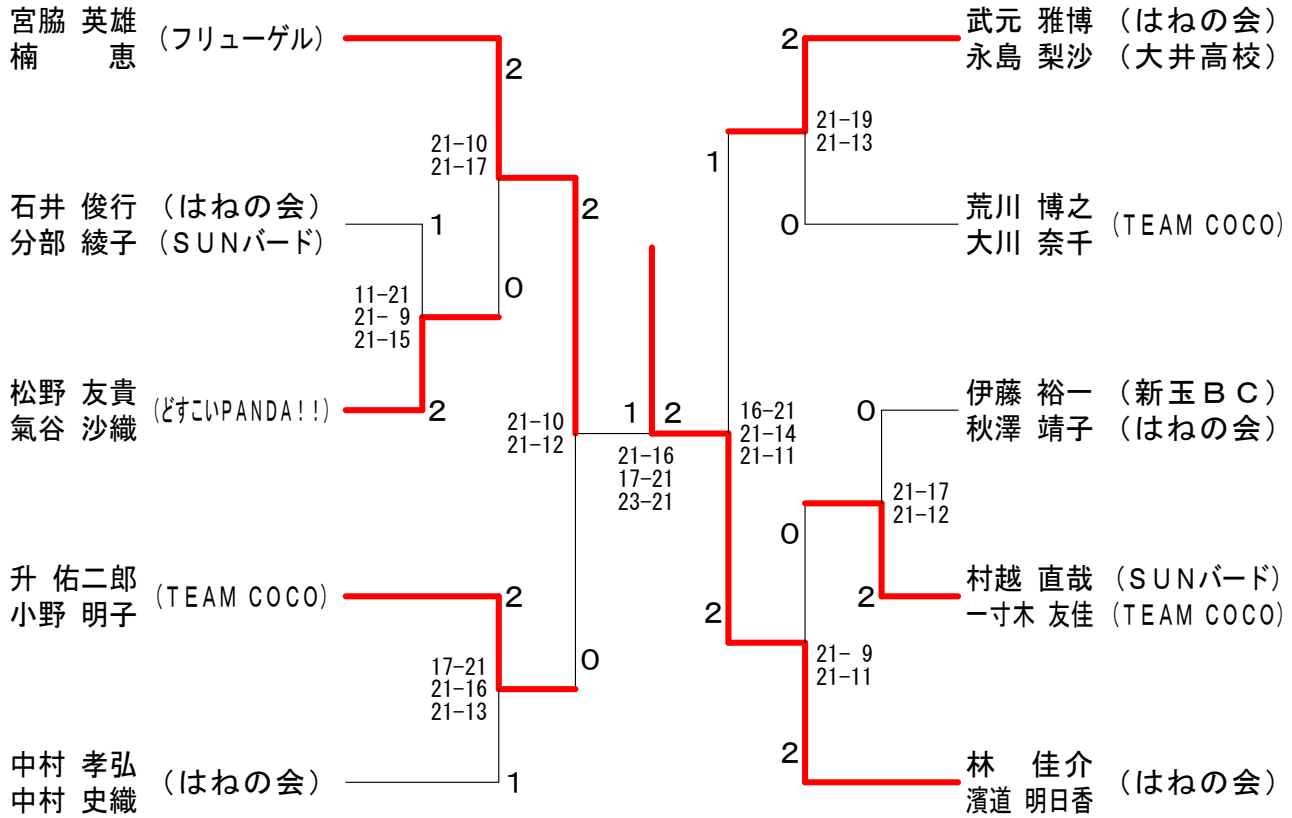 宮脇 英雄 (フリューゲル)
楠 恵
2
21-10
21-17
石井 俊行 (はねの会)
分部 綾子 (SUNバード)
1
0
11-21
21- 9
21-15
松野 友貴 (どすこいPANDA!!)
氣谷 沙織
2
2
21-10
21-12
升 佑二郎 (TEAM COCO)
小野 明子
2
0
17-21
21-16
21-13
中村 孝弘 (はねの会)
中村 史織
1
1 2
21-16
17-21
23-21
武元 雅博 (はねの会)
永島 梨沙 (大井高校)
2
21-19
21-13
1
荒川 博之 (TEAM COCO)
大川 奈千
0
16-21
21-14
21-11
伊藤 裕一 (新玉BC)
秋澤 靖子 (はねの会)
0
21-17
21-12
0
村越 直哉 (SUNバード)
一寸木 友佳 (TEAM COCO)
2
2
21- 9
21-11
林 佳介 (はねの会)
濱道 明日香
2